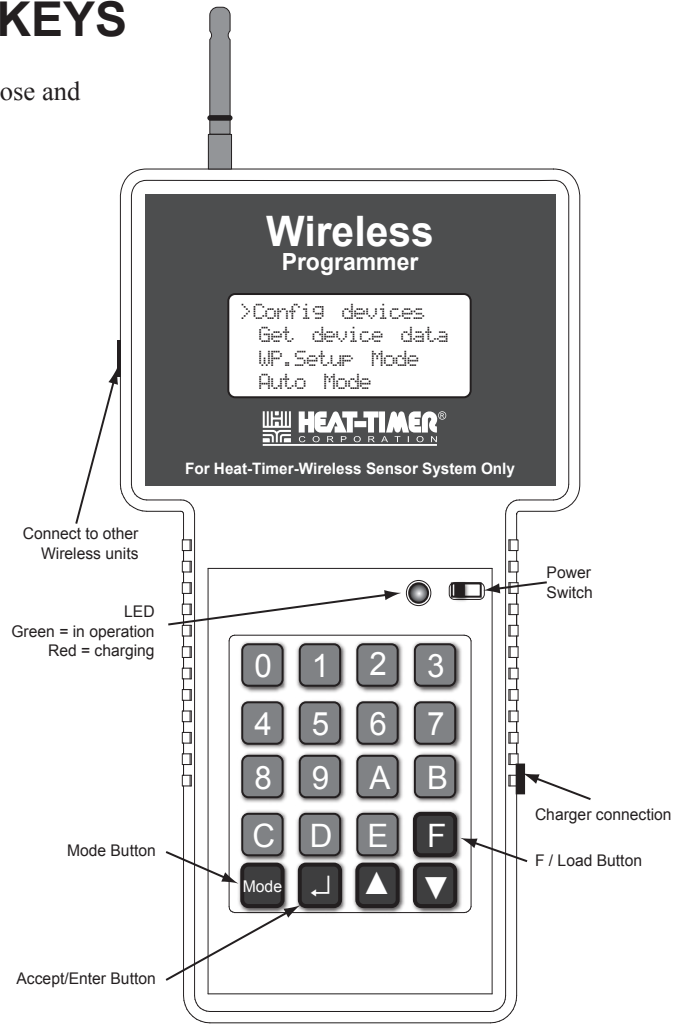 KEYS
ose and
Wireless
Programmer
>Config devices
Get device data
WP.Setup Mode
Auto Mode
HEAT-TIMER®
CORPORATION
For Heat-Timer-Wireless Sensor System Only
Connect to other
Wireless units
Power
Switch
LED
Green = in operation
Red = charging
0 1 2 3
4 5 6 7
8 9 A B
C D E F
Charger connection
F / Load Button
Mode Button
Mode ↵ ▲ ▼
Accept/Enter Button